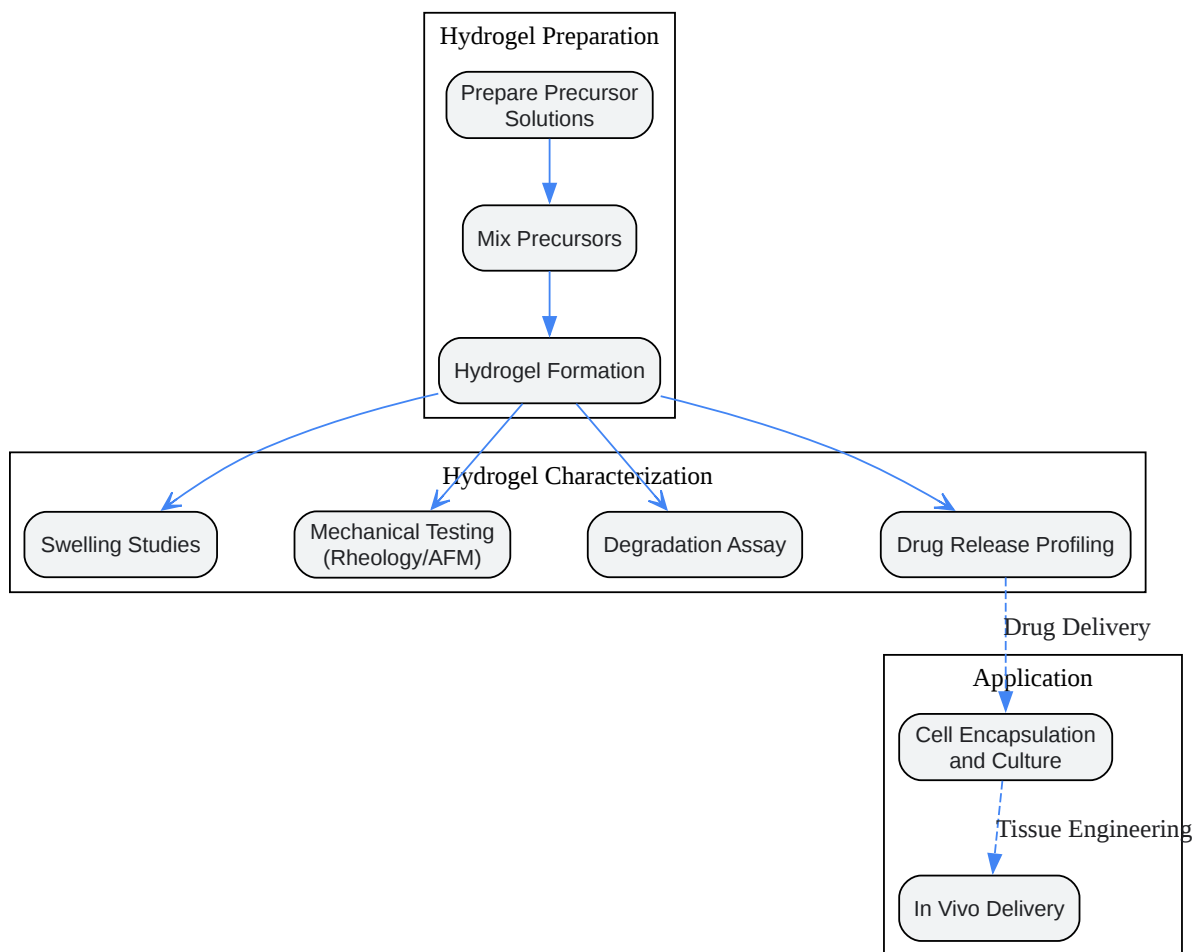 Hydrogel Preparation
Prepare Precursor
Solutions
Mix Precursors
Hydrogel Formation
Hydrogel Characterization
Swelling Studies
Mechanical Testing
(Rheology/AFM)
Degradation Assay
Drug Release Profiling
Drug Delivery
Application
Cell Encapsulation
and Culture
Tissue Engineering
In Vivo Delivery